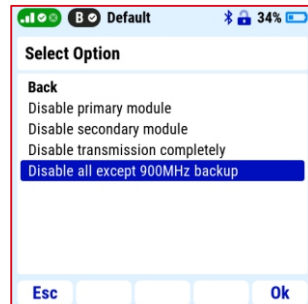 B Default 34%
Select Option
Back
Disable primary module
Disable secondary module
Disable transmission completely
Disable all except 900MHz backup
Esc Ok